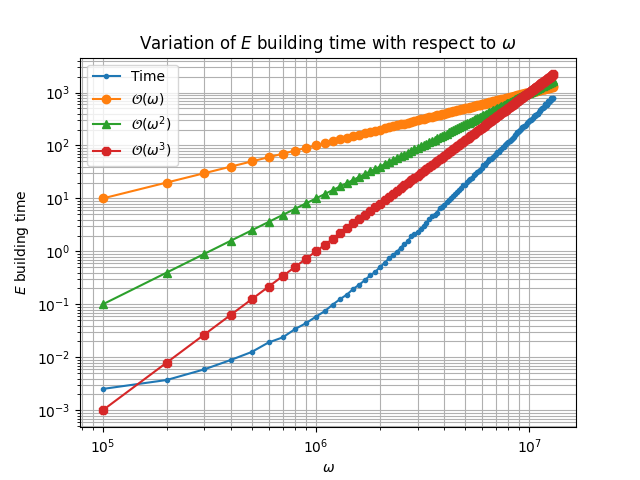 Variation of E building time with respect to ω
Time
𝒪(ω)
𝒪(ω²)
𝒪(ω³)
E building time
10³
10²
10¹
10⁰
10⁻¹
10⁻²
10⁻³
10⁵ 10⁶ 10⁷
ω